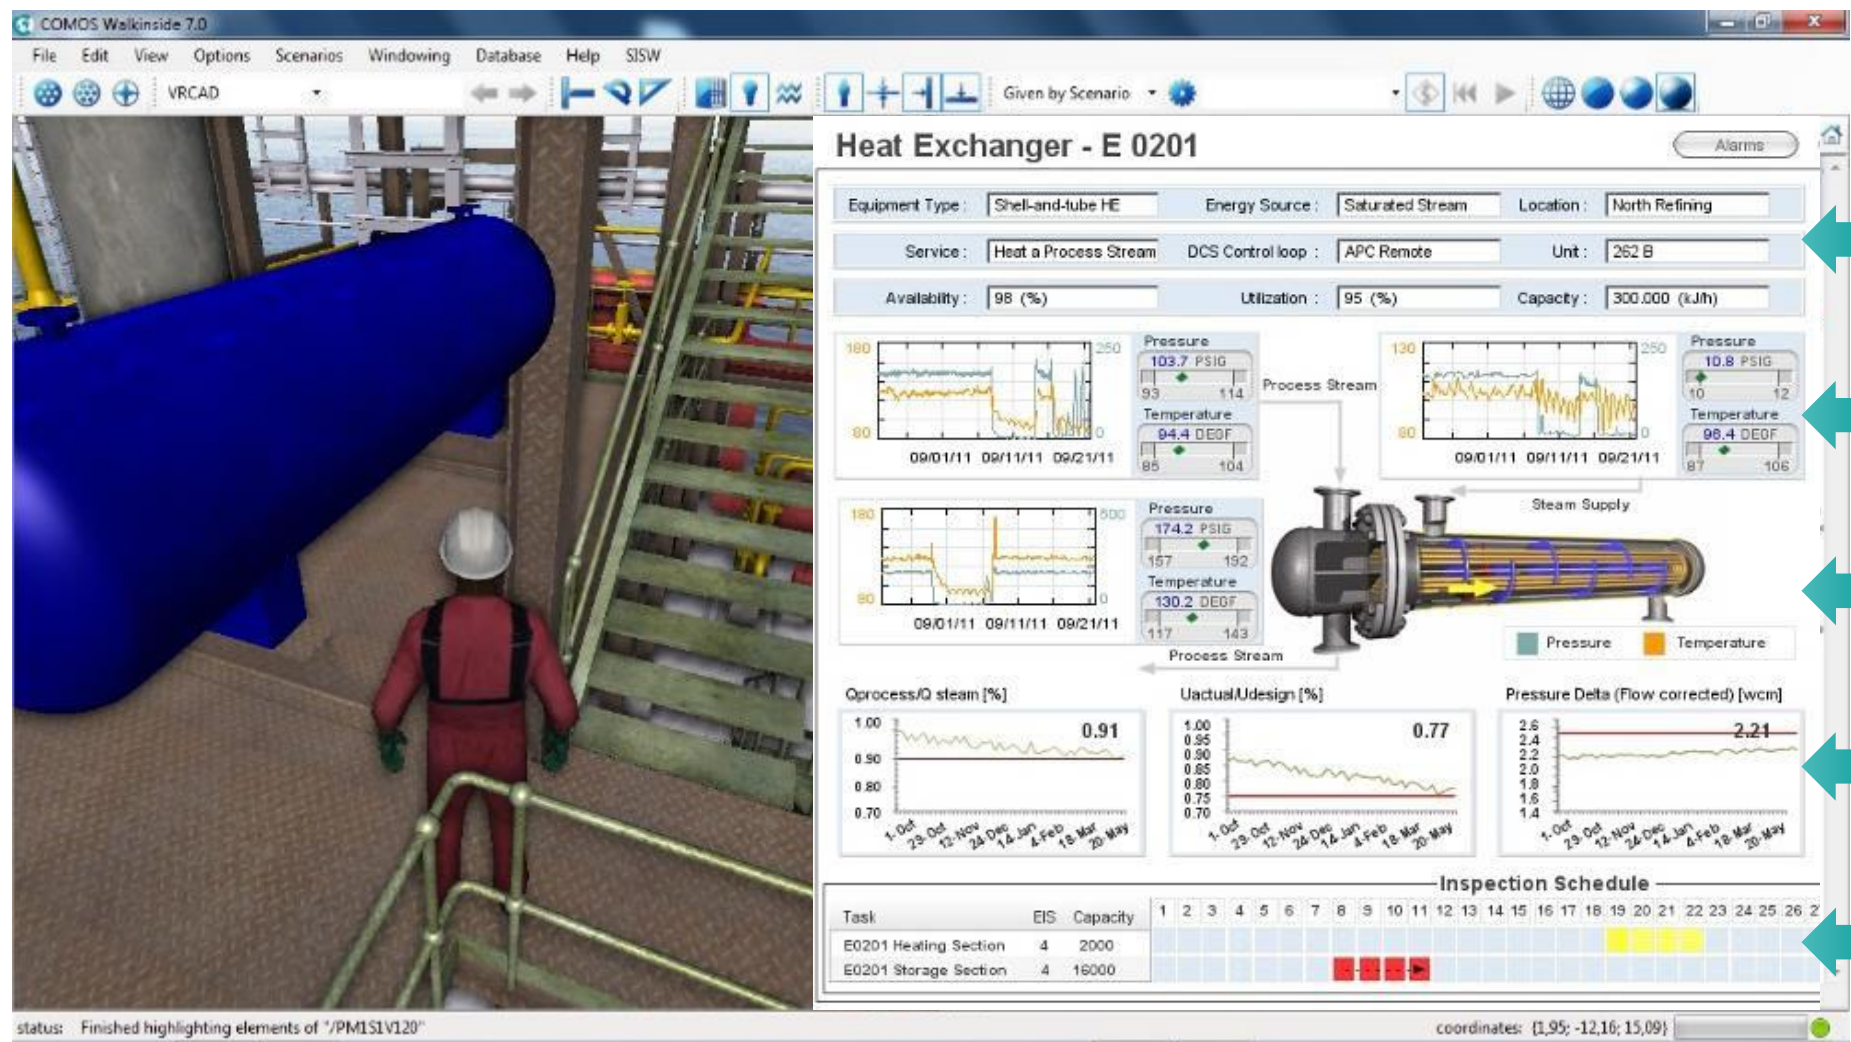 COMOS Walkinside 7.0
File Edit View Options Scenarios Windowing Database Help SISW
VRCAD Given by Scenario
Heat Exchanger - E 0201 Alarms
Equipment Type : Shell-and-tube HE Energy Source : Saturated Stream Location : North Refining
Service : Heat a Process Stream DCS Control loop : APC Remote Unit : 262 B
Availability : 98 (%) Utilization : 95 (%) Capacity : 300.000 (kJ/h)
180 250
80 0
09/01/11 09/11/11 09/21/11
Pressure
103.7 PSIG
93 114
Temperature
94.4 DEGF
85 104
Process Stream
130 250
80 0
09/01/11 09/11/11 09/21/11
Pressure
10.8 PSIG
10 12
Temperature
96.4 DEGF
87 106
Steam Supply
180 500
80 0
09/01/11 09/11/11 09/21/11
Pressure
174.2 PSIG
157 192
Temperature
130.2 DEGF
117 143
Process Stream
Pressure Temperature
Qprocess/Q steam [%]
0.91
1.00
0.90
0.80
0.70
1-Oct 23-Oct 12-Nov 24-Dec 14-Jan 4-Feb 18-Mar 20-May
Uactual/Udesign [%]
0.77
1.00
0.95
0.90
0.85
0.80
0.75
0.70
1-Oct 23-Oct 12-Nov 24-Dec 14-Jan 4-Feb 18-Mar 20-May
Pressure Delta (Flow corrected) [wcm]
2.21
2.6
2.4
2.2
2.0
1.8
1.6
1.4
1-Oct 23-Oct 12-Nov 24-Dec 14-Jan 4-Feb 18-Mar 20-May
Inspection Schedule
Task EIS Capacity 1 2 3 4 5 6 7 8 9 10 11 12 13 14 15 16 17 18 19 20 21 22 23 24 25 26
E0201 Heating Section 4 2000
E0201 Storage Section 4 16000
status: Finished highlighting elements of "/PM1S1V120" coordinates: {1,95; -12,16; 15,09}